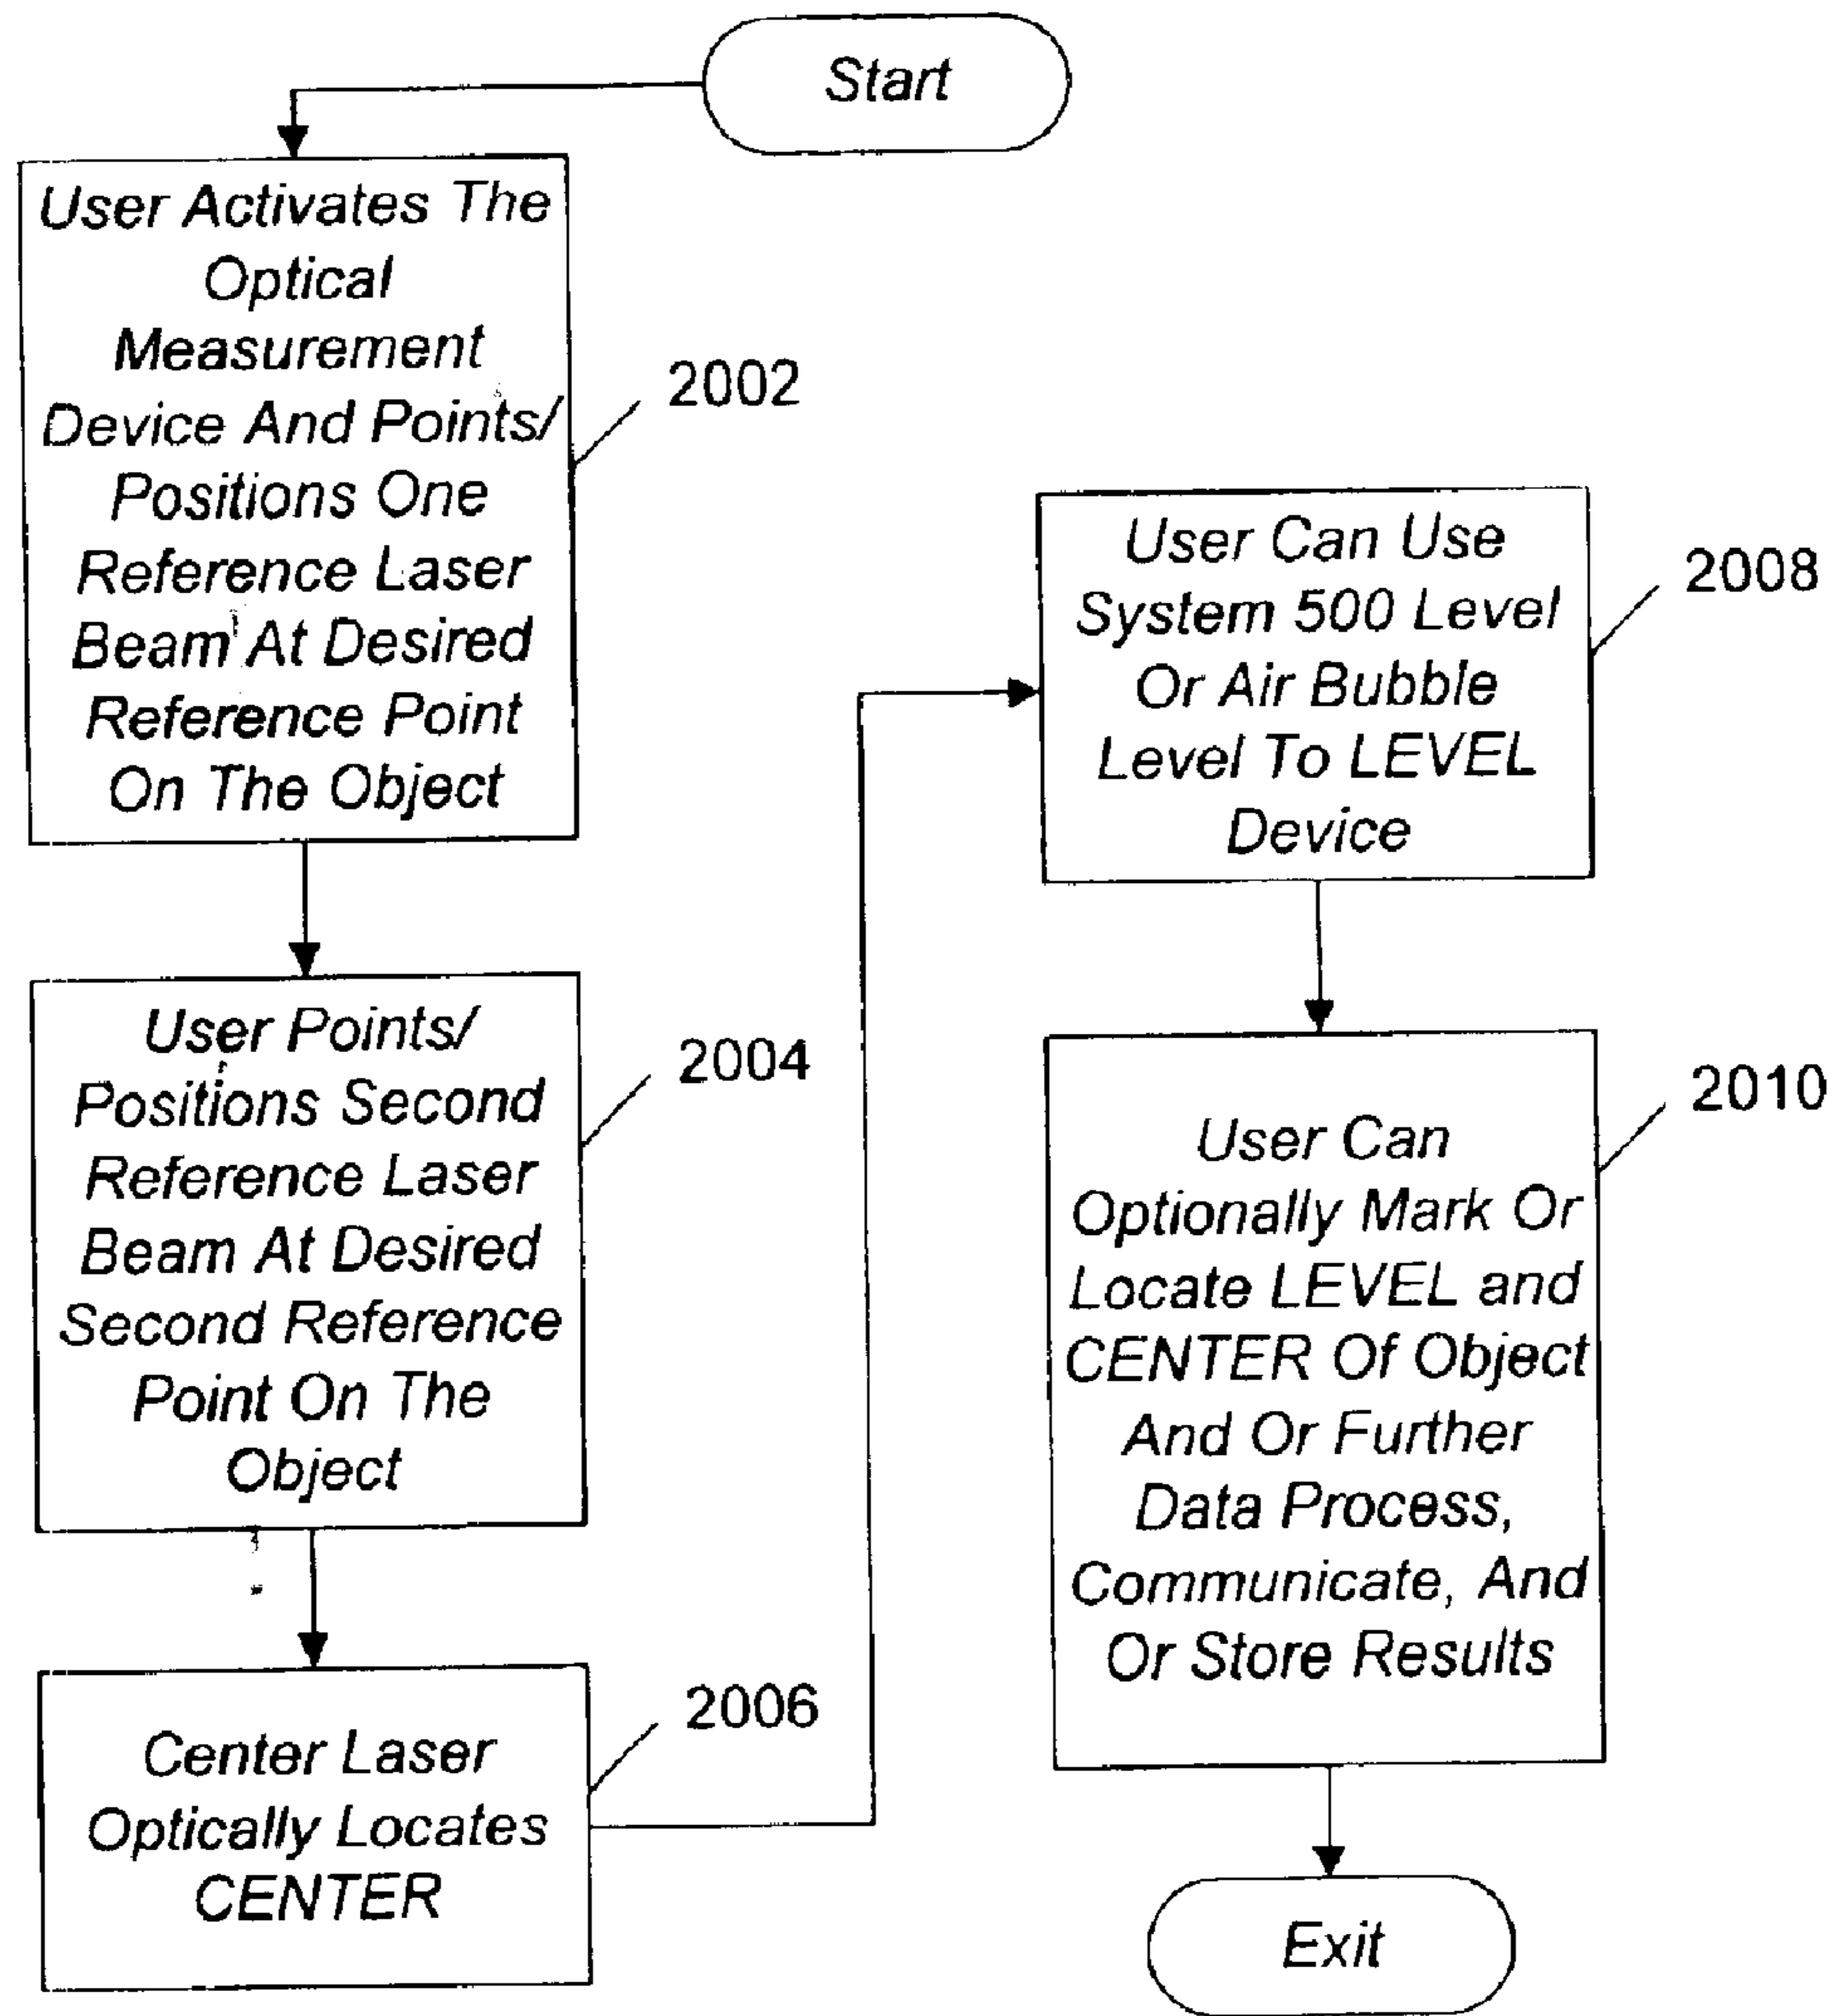 Start
User Activates The
Optical
Measurement
Device And Points/
Positions One
Reference Laser
Beam At Desired
Reference Point
On The Object
2002
User Points/
Positions Second
Reference Laser
Beam At Desired
Second Reference
Point On The
Object
2004
Center Laser
Optically Locates
CENTER
2006
User Can Use
System 500 Level
Or Air Bubble
Level To LEVEL
Device
2008
User Can
Optionally Mark Or
Locate LEVEL and
CENTER Of Object
And Or Further
Data Process,
Communicate, And
Or Store Results
2010
Exit